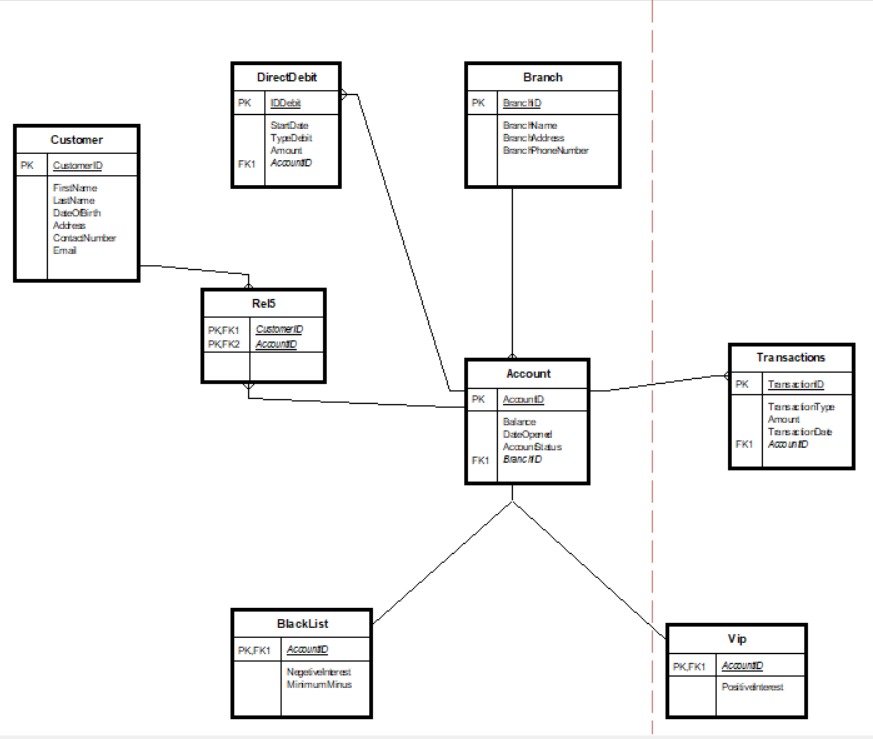 DirectDebit
PK IDDebit
StartDate
TypeDebit
Amount
FK1 AccountID
Branch
PK BranchID
BranchName
BranchAddress
BranchPhoneNumber
Customer
PK CustomerID
FirstName
LastName
DateOfBirth
Address
ContactNumber
Email
Rel5
PK,FK1 CustomerID
PK,FK2 AccountID
Account
PK AccountID
Balance
DateOpened
AccountStatus
FK1 BranchID
Transactions
PK TransactionID
TransactionType
Amount
TransactionDate
FK1 AccountID
BlackList
PK,FK1 AccountID
NegetiveInterest
MinimumMinus
Vip
PK,FK1 AccountID
PositiveInterest